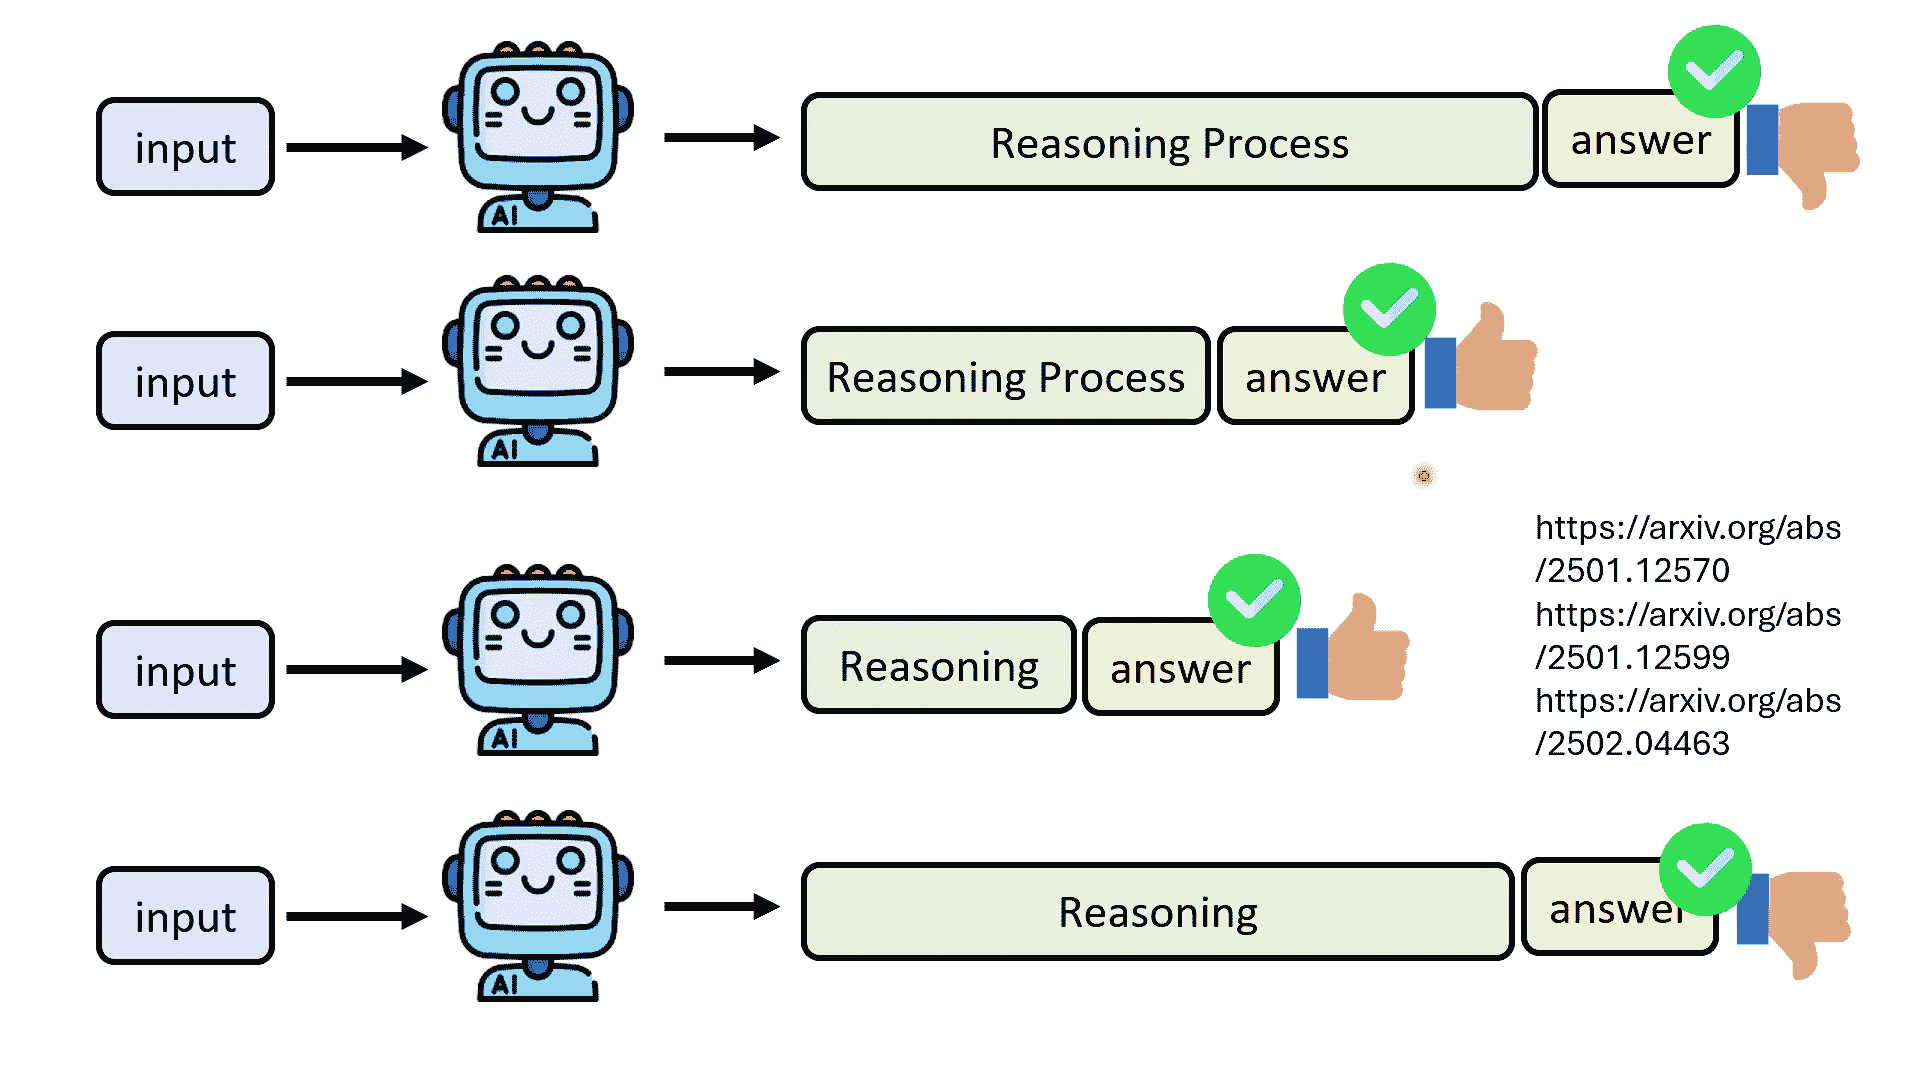 input
AI
Reasoning Process
answer
input
AI
Reasoning Process
answer
input
AI
Reasoning
answer
https://arxiv.org/abs
/2501.12570
https://arxiv.org/abs
/2501.12599
https://arxiv.org/abs
/2502.04463
input
AI
Reasoning
answer